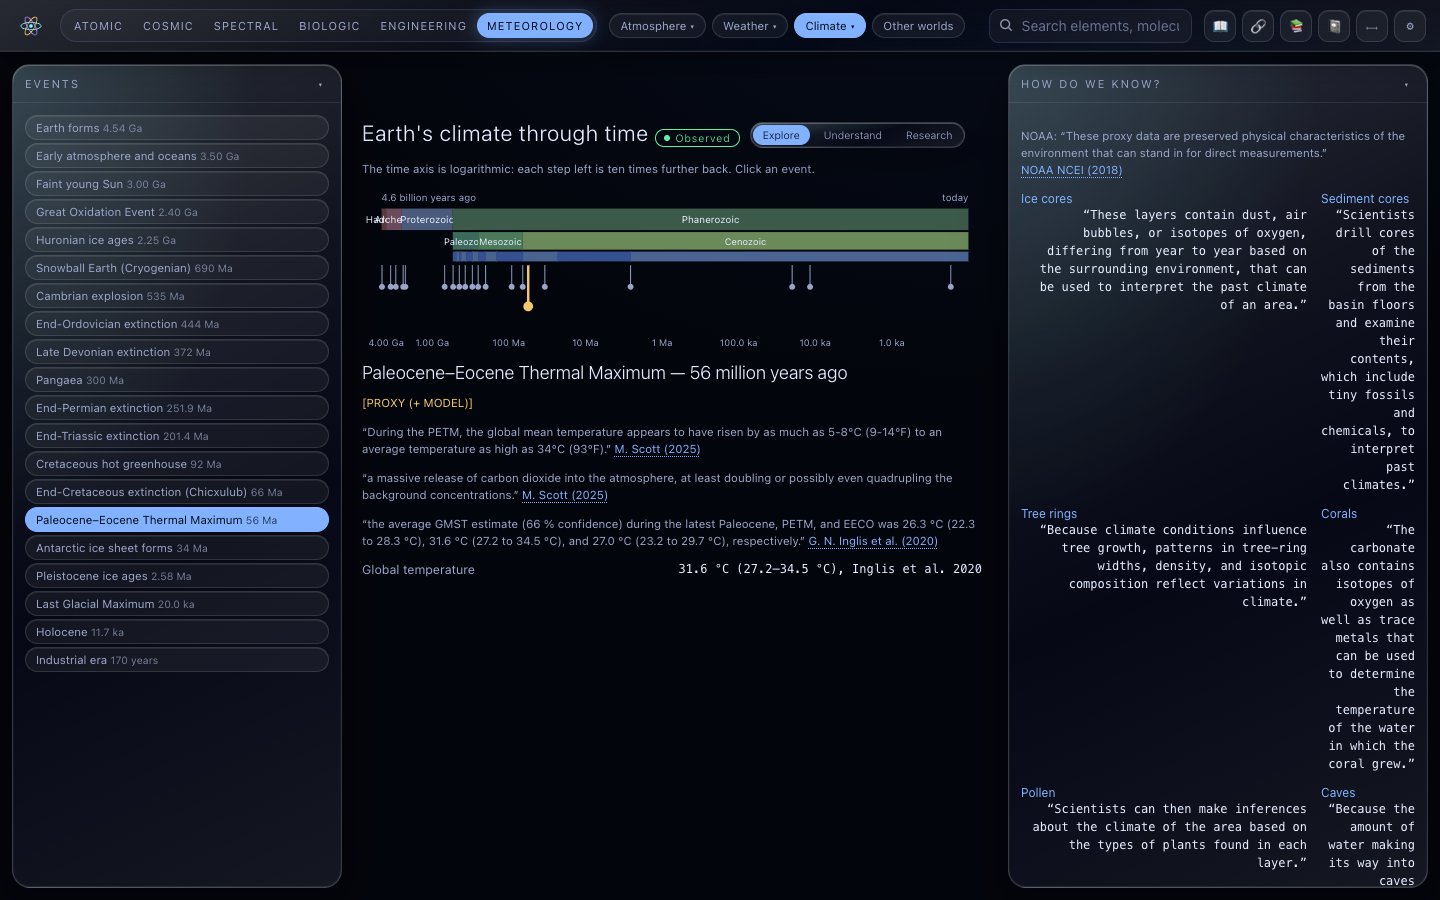 ATOMIC COSMIC SPECTRAL BIOLOGIC ENGINEERING METEOROLOGY Atmosphere Weather Climate Other worlds Search elements, molecu
EVENTS
Earth forms 4.54 Ga
Early atmosphere and oceans 3.50 Ga
Faint young Sun 3.00 Ga
Great Oxidation Event 2.40 Ga
Huronian ice ages 2.25 Ga
Snowball Earth (Cryogenian) 690 Ma
Cambrian explosion 535 Ma
End-Ordovician extinction 444 Ma
Late Devonian extinction 372 Ma
Pangaea 300 Ma
End-Permian extinction 251.9 Ma
End-Triassic extinction 201.4 Ma
Cretaceous hot greenhouse 92 Ma
End-Cretaceous extinction (Chicxulub) 66 Ma
Paleocene–Eocene Thermal Maximum 56 Ma
Antarctic ice sheet forms 34 Ma
Pleistocene ice ages 2.58 Ma
Last Glacial Maximum 20.0 ka
Holocene 11.7 ka
Industrial era 170 years
Earth's climate through time Observed Explore Understand Research
The time axis is logarithmic: each step left is ten times further back. Click an event.
4.6 billion years ago today
Proterozoic Phanerozoic
Paleozo Mesozoic Cenozoic
4.00 Ga 1.00 Ga 100 Ma 10 Ma 1 Ma 100.0 ka 10.0 ka 1.0 ka
Paleocene–Eocene Thermal Maximum — 56 million years ago
[PROXY (+ MODEL)]
“During the PETM, the global mean temperature appears to have risen by as much as 5-8°C (9-14°F) to an
average temperature as high as 34°C (93°F).” M. Scott (2025)
“a massive release of carbon dioxide into the atmosphere, at least doubling or possibly even quadrupling the
background concentrations.” M. Scott (2025)
“the average GMST estimate (66 % confidence) during the latest Paleocene, PETM, and EECO was 26.3 °C (22.3
to 28.3 °C), 31.6 °C (27.2 to 34.5 °C), and 27.0 °C (23.2 to 29.7 °C), respectively.” G. N. Inglis et al. (2020)
Global temperature 31.6 °C (27.2–34.5 °C), Inglis et al. 2020
HOW DO WE KNOW?
NOAA: “These proxy data are preserved physical characteristics of the
environment that can stand in for direct measurements.”
NOAA NCEI (2018)
Ice cores
“These layers contain dust, air
bubbles, or isotopes of oxygen,
differing from year to year based on
the surrounding environment, that can
be used to interpret the past climate
of an area.”
Sediment cores
“Scientists
drill cores
of the
sediments
from the
basin floors
and examine
their
contents,
which include
tiny fossils
and
chemicals, to
interpret
past
climates.”
Tree rings
“Because climate conditions influence
tree growth, patterns in tree-ring
widths, density, and isotopic
composition reflect variations in
climate.”
Corals
“The
carbonate
also contains
isotopes of
oxygen as
well as trace
metals that
can be used
to determine
the
temperature
of the water
in which the
coral grew.”
Pollen
“Scientists can then make inferences
about the climate of the area based on
the types of plants found in each
layer.”
Caves
“Because the
amount of
water making
its way into
caves